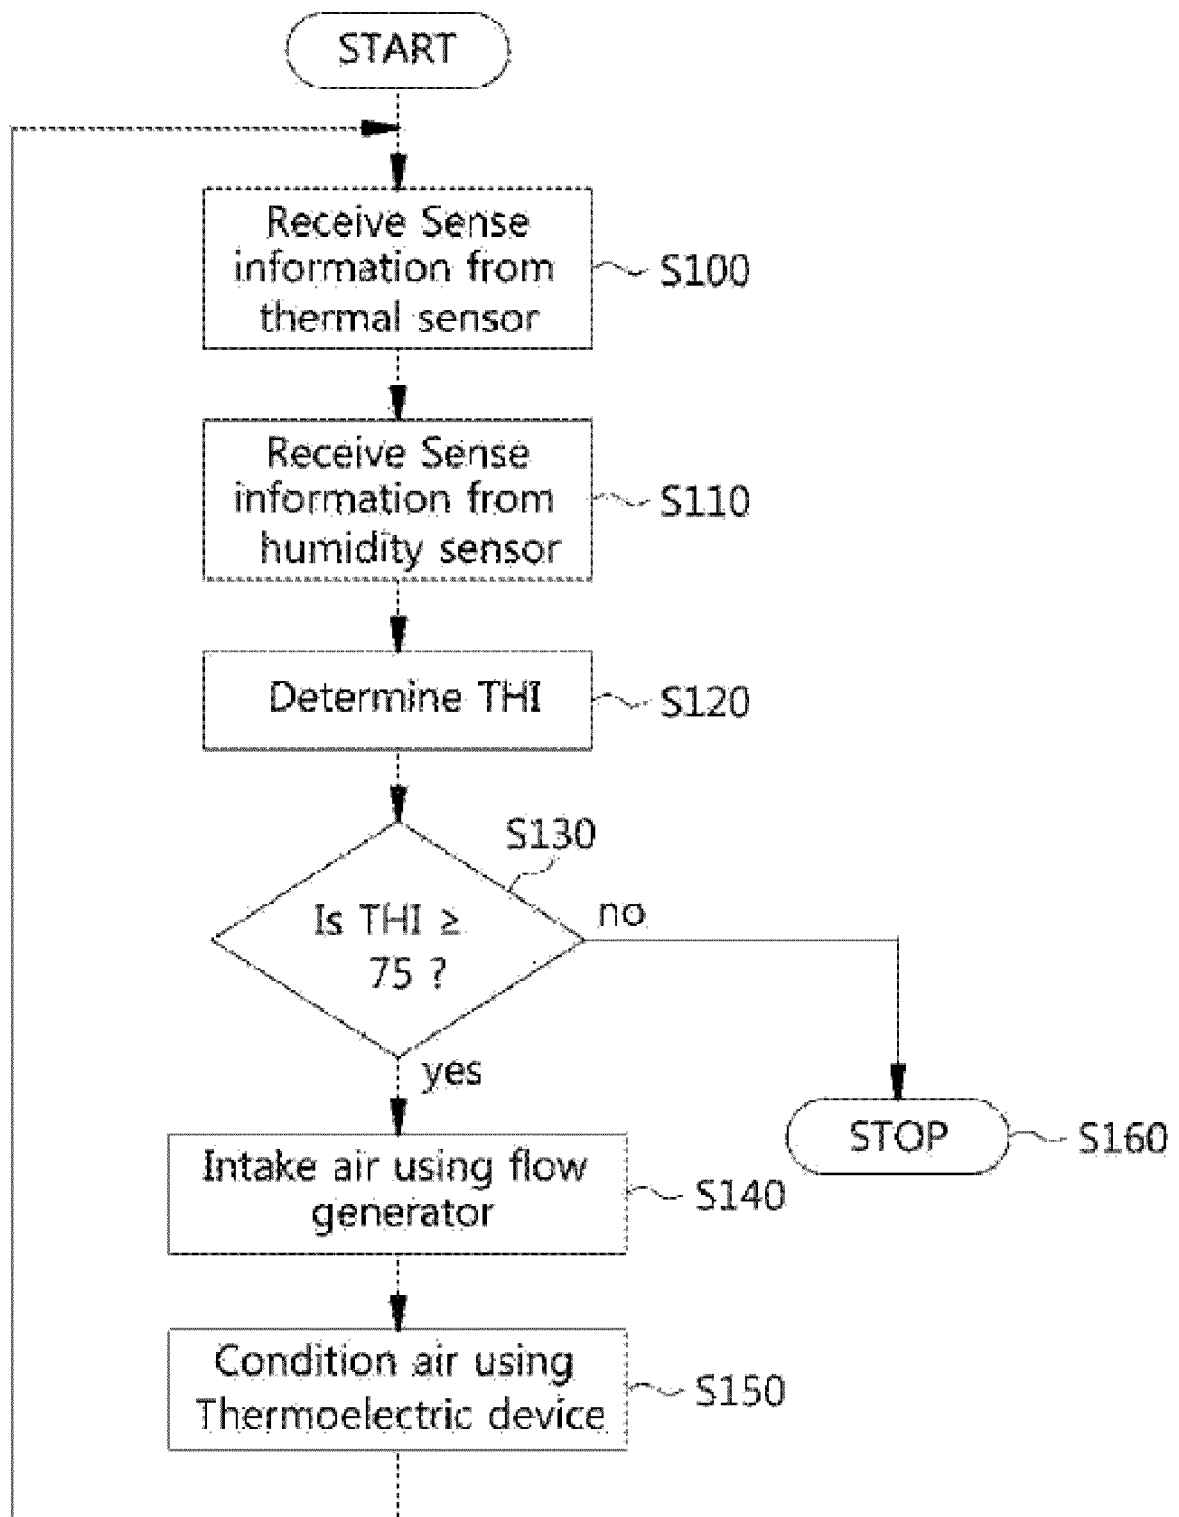 START
Receive Sense
information from
thermal sensor
S100
Receive Sense
information from
humidity sensor
S110
Determine THI
S120
S130
Is THI ≥
75 ?
no
yes
STOP
S160
Intake air using flow
generator
S140
Condition air using
Thermoelectric device
S150